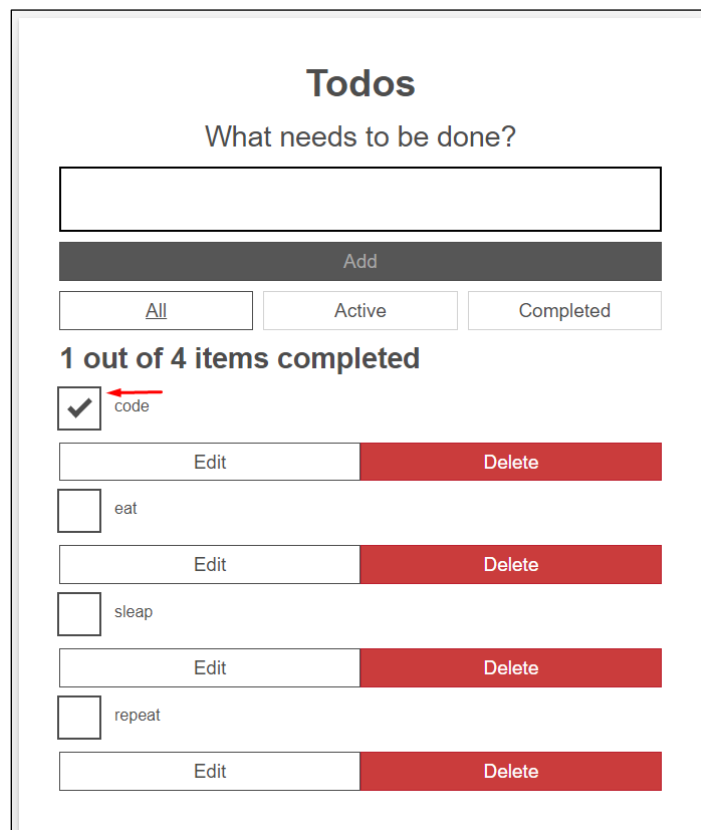 Todos
What needs to be done?
Add
All Active Completed
1 out of 4 items completed
code
Edit Delete
eat
Edit Delete
sleap
Edit Delete
repeat
Edit Delete